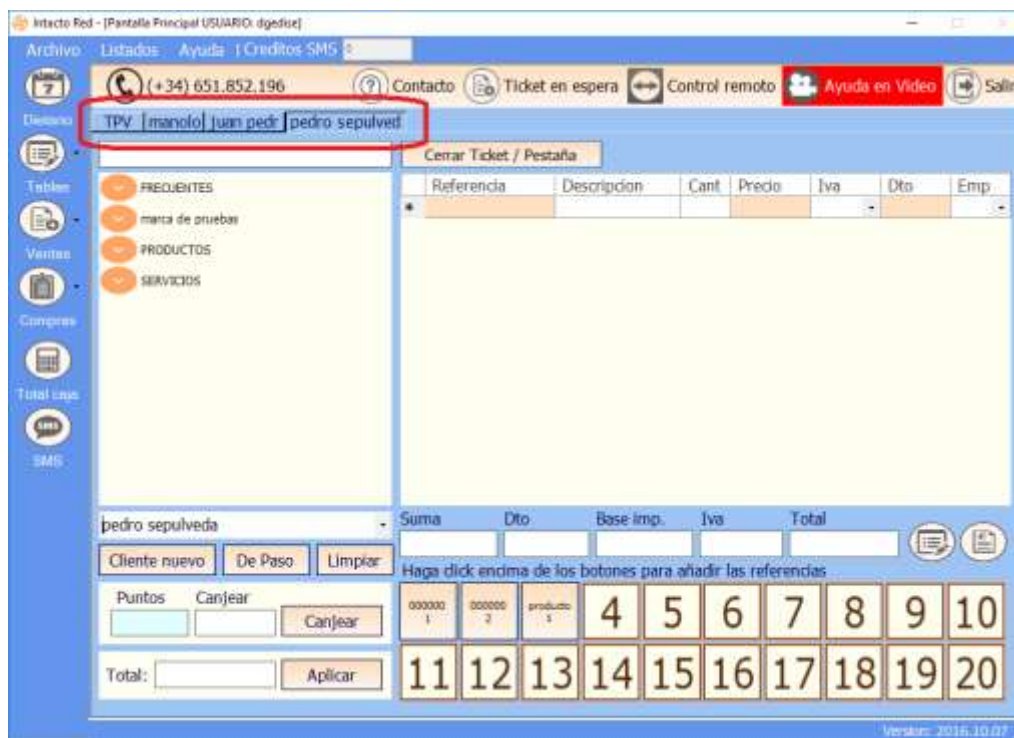 Intacto Red - [Pantalla Principal USUARIO: dgedise]
Archivo Listados Ayuda | Creditos SMS 0
7 (+34) 651.852.196 ? Contacto Ticket en espera Control remoto Ayuda en Video Salir
TPV manolo juan pedr pedro sepulved
Cerrar Ticket / Pestaña
Tablas
Ventas
Compras
Total caja
SMS
SMS
FRECUENTES
marca de pruebas
PRODUCTOS
SERVICIOS
Referencia Descripcion Cant Precio Iva Dto Emp
*
pedro sepulveda
Cliente nuevo De Paso Limpiar
Puntos Canjear
Canjear
Total: Aplicar
Suma Dto Base imp. Iva Total
Haga click encima de los botones para añadir las referencias
000000 1 000000 2 producto 4 5 6 7 8 9 10
11 12 13 14 15 16 17 18 19 20
Version: 2016.10.07